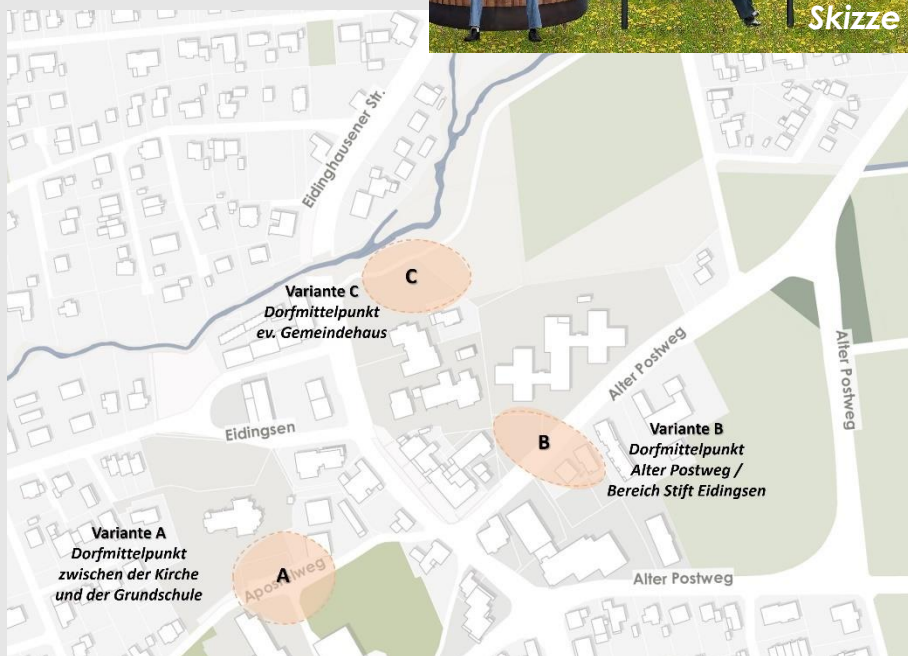 Skizze
Eidinghausener Str.
C
Variante C
Dorfmittelpunkt
ev. Gemeindehaus
Alter Postweg
Alter Postweg
Eidingsen
B
Variante B
Dorfmittelpunkt
Alter Postweg /
Bereich Stift Eidingsen
Variante A
Dorfmittelpunkt
zwischen der Kirche
und der Grundschule
A
Apostelweg
Alter Postweg